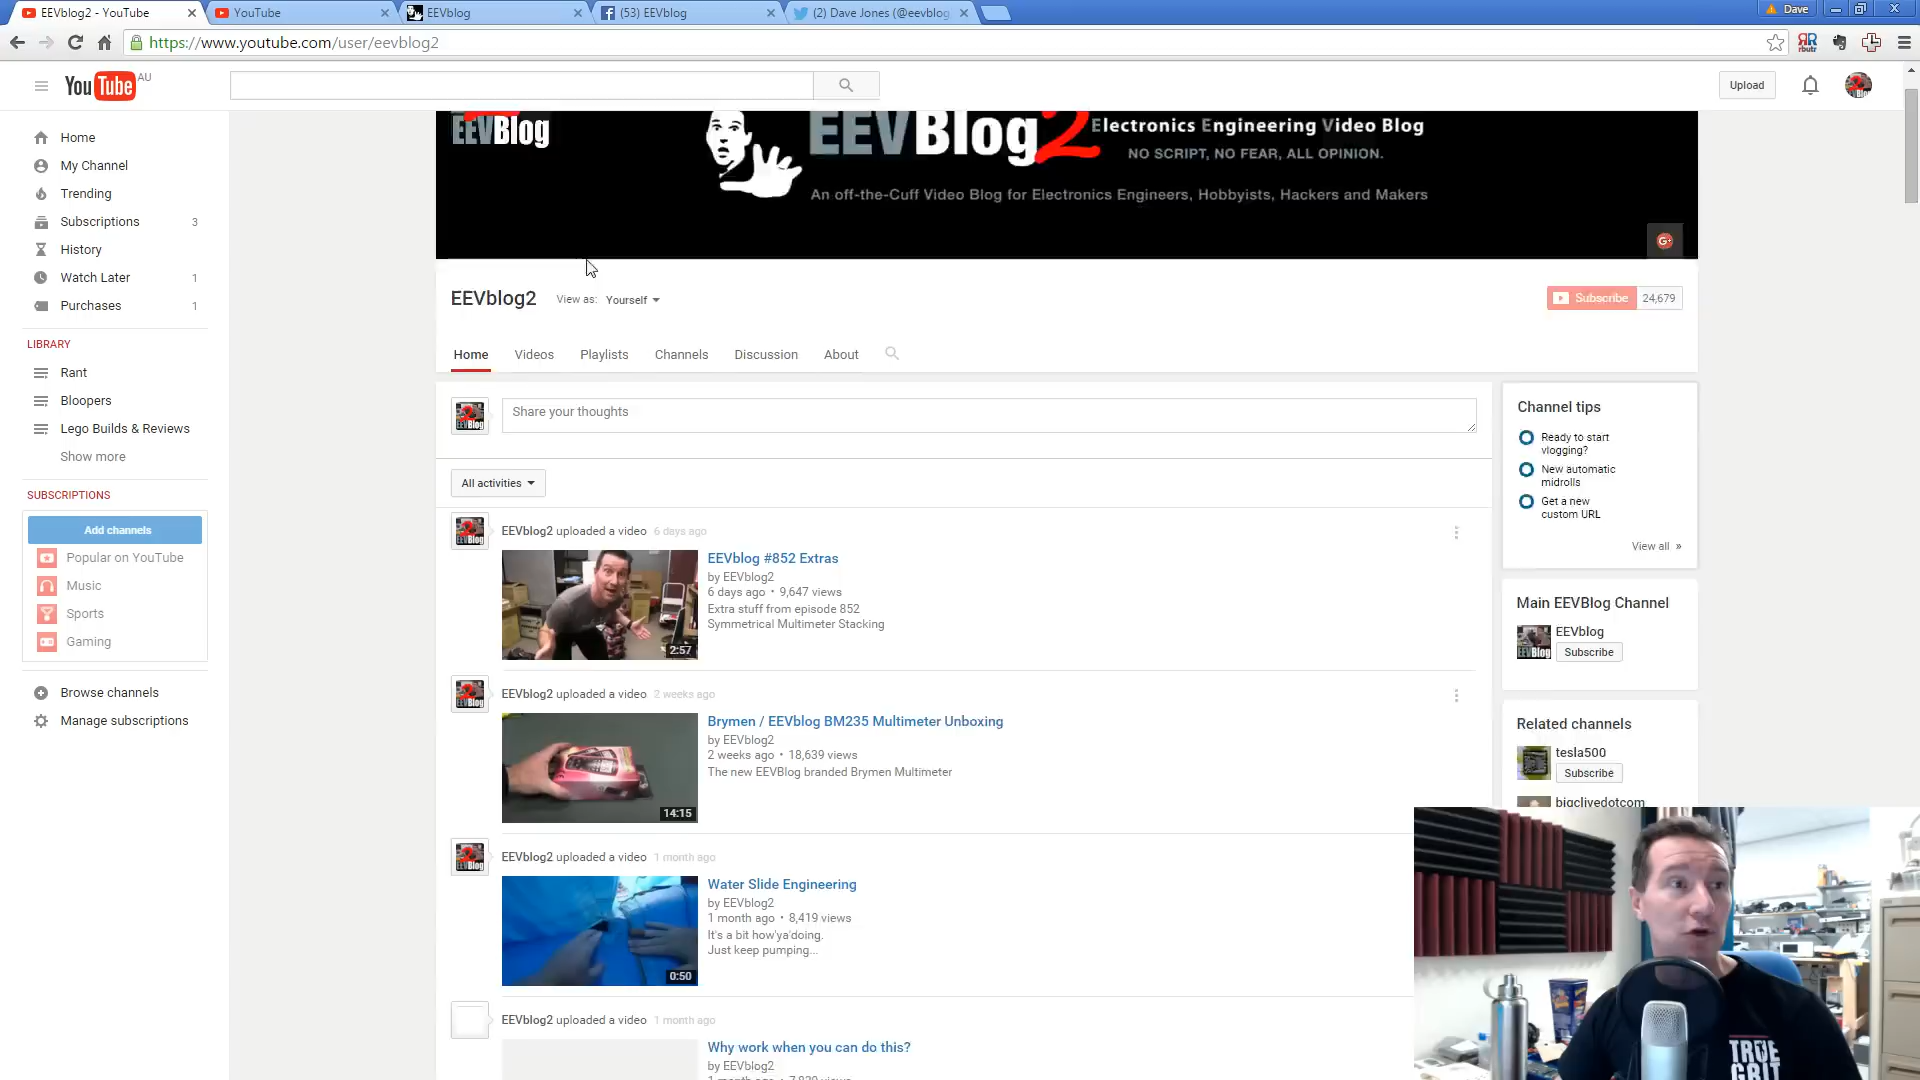 EEVblog2 - YouTube
YouTube
EEVblog
(53) EEVblog
(2) Dave Jones (@eevblog
Dave
https://www.youtube.com/user/eevblog2
rbutr
YouTube AU
Upload
Home
My Channel
Trending
Subscriptions 3
History
Watch Later 1
Purchases 1
LIBRARY
Rant
Bloopers
Lego Builds & Reviews
Show more
SUBSCRIPTIONS
Add channels
Popular on YouTube
Music
Sports
Gaming
Browse channels
Manage subscriptions
EEVBlog
EEVBlog2 Electronics Engineering Video Blog
NO SCRIPT, NO FEAR, ALL OPINION.
An off-the-Cuff Video Blog for Electronics Engineers, Hobbyists, Hackers and Makers
G+
EEVblog2 View as: Yourself
Subscribe 24,679
Home Videos Playlists Channels Discussion About
Share your thoughts
All activities
EEVblog2 uploaded a video 6 days ago
EEVblog #852 Extras
by EEVblog2
6 days ago • 9,647 views
Extra stuff from episode 852
Symmetrical Multimeter Stacking
2:57
EEVblog2 uploaded a video 2 weeks ago
Brymen / EEVblog BM235 Multimeter Unboxing
by EEVblog2
2 weeks ago • 18,639 views
The new EEVBlog branded Brymen Multimeter
14:15
EEVblog2 uploaded a video 1 month ago
Water Slide Engineering
by EEVblog2
1 month ago • 8,419 views
It's a bit how'ya'doing.
Just keep pumping...
0:50
EEVblog2 uploaded a video 1 month ago
Why work when you can do this?
by EEVblog2
Channel tips
Ready to start
vlogging?
New automatic
midrolls
Get a new
custom URL
View all »
Main EEVBlog Channel
EEVblog
Subscribe
Related channels
tesla500
Subscribe
bigclivedotcom
TRUE
GRIT